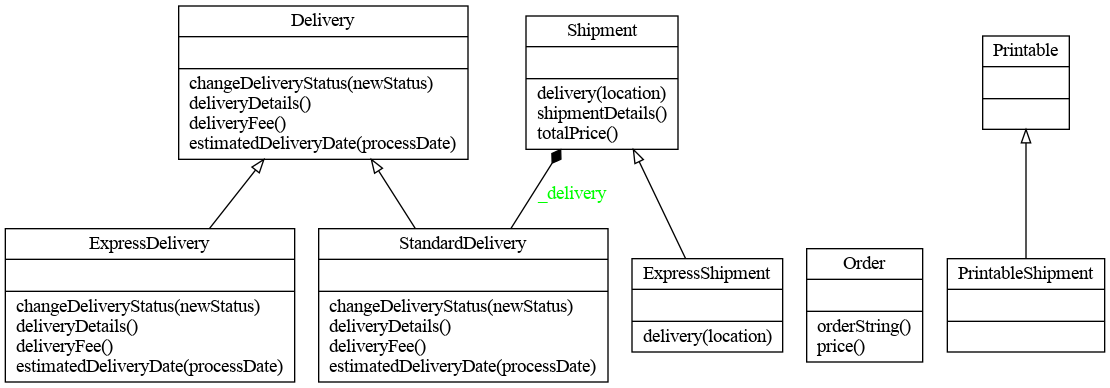 Delivery
changeDeliveryStatus(newStatus)
deliveryDetails()
deliveryFee()
estimatedDeliveryDate(processDate)
Shipment
delivery(location)
shipmentDetails()
totalPrice()
Printable
_delivery
ExpressDelivery
changeDeliveryStatus(newStatus)
deliveryDetails()
deliveryFee()
estimatedDeliveryDate(processDate)
StandardDelivery
changeDeliveryStatus(newStatus)
deliveryDetails()
deliveryFee()
estimatedDeliveryDate(processDate)
ExpressShipment
delivery(location)
Order
orderString()
price()
PrintableShipment